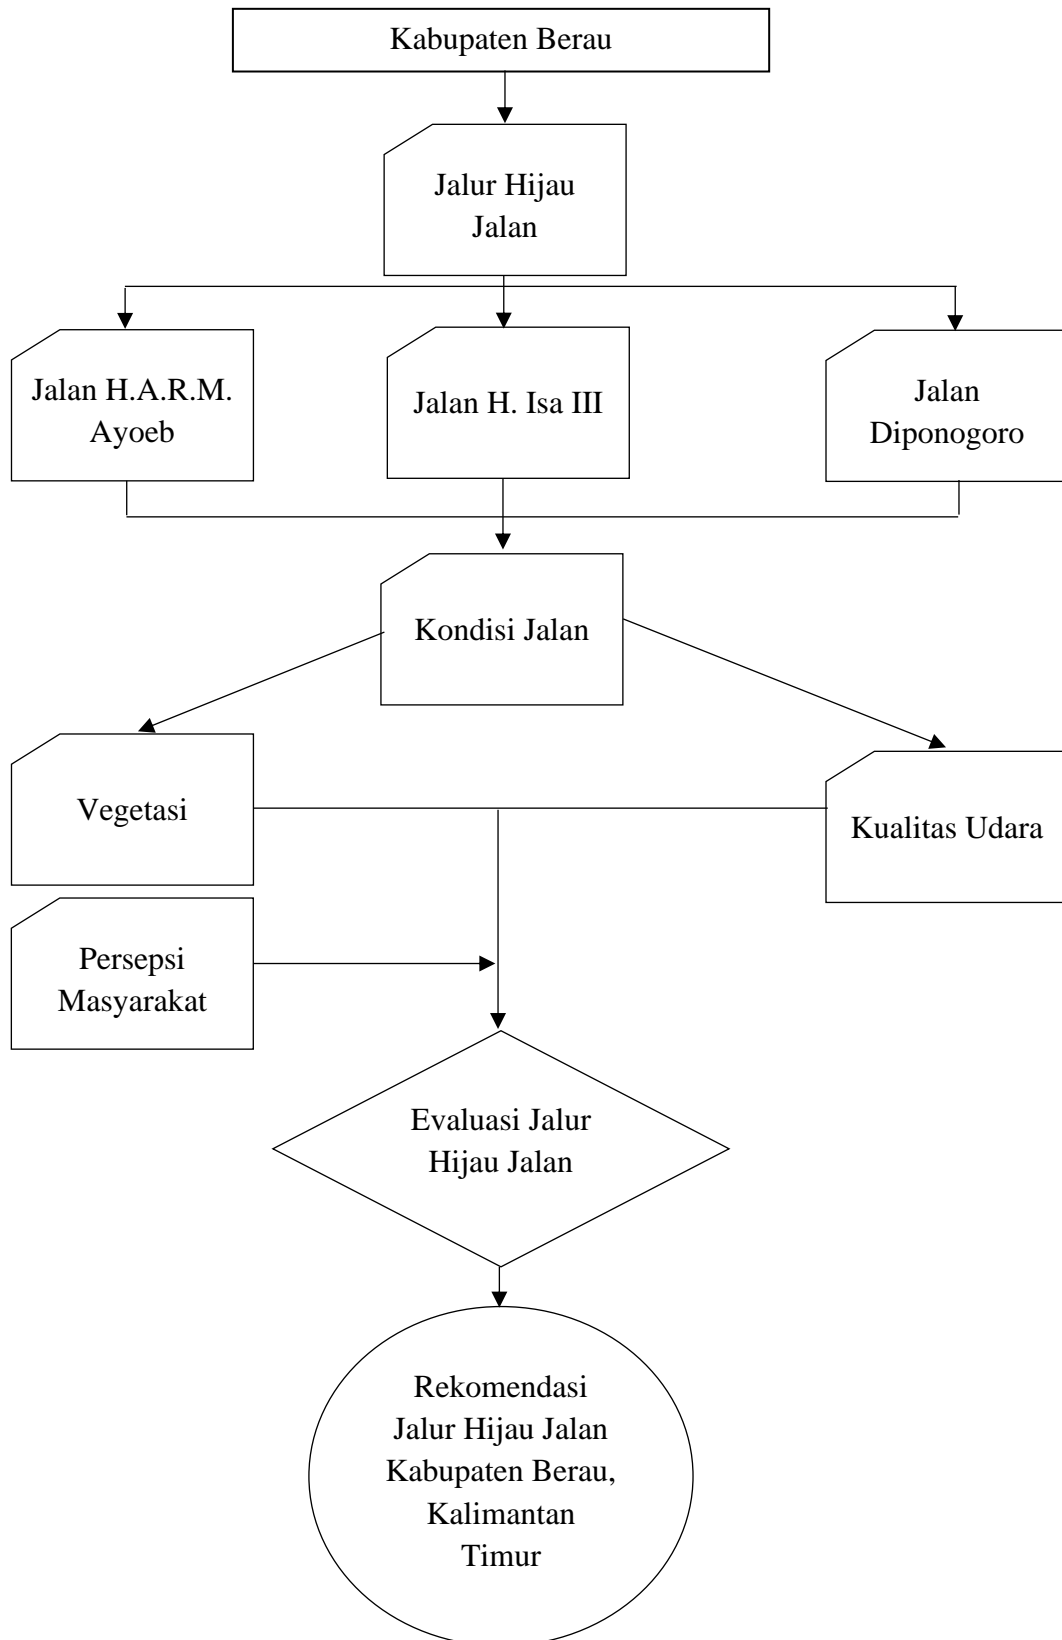 Kabupaten Berau
Jalur Hijau
Jalan
Jalan H.A.R.M.
Ayoeb
Jalan H. Isa III
Jalan
Diponogoro
Kondisi Jalan
Vegetasi
Kualitas Udara
Persepsi
Masyarakat
Evaluasi Jalur
Hijau Jalan
Rekomendasi
Jalur Hijau Jalan
Kabupaten Berau,
Kalimantan
Timur